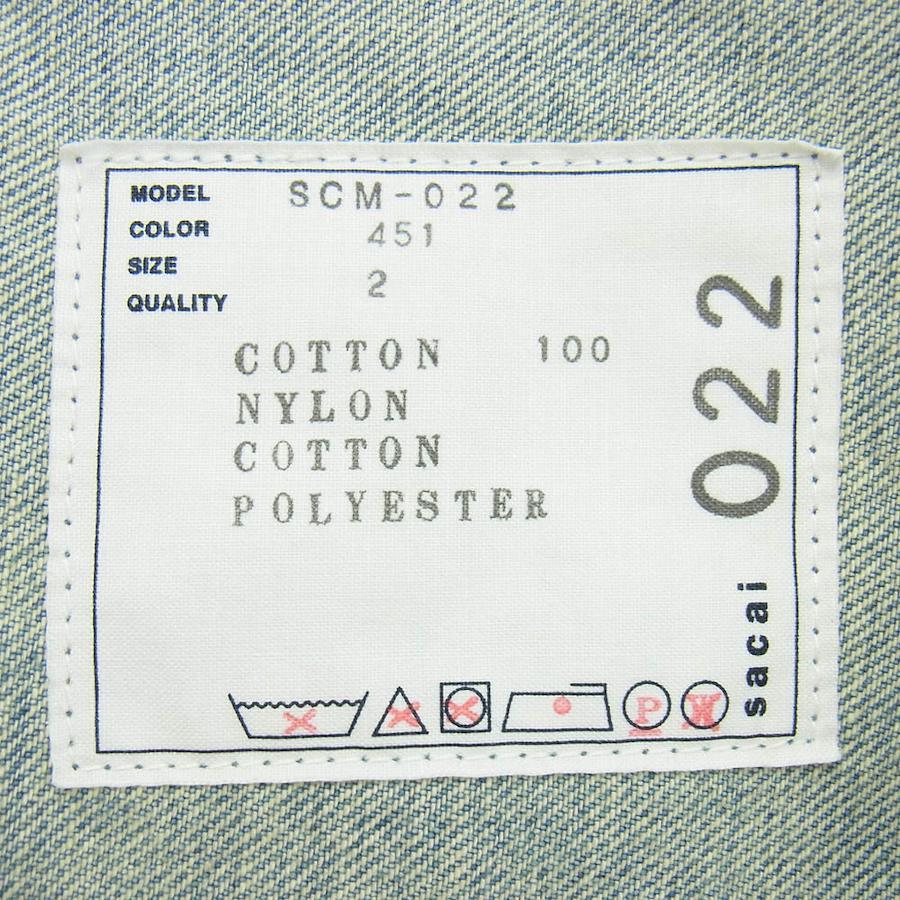 MODEL SCM-022
COLOR 451
SIZE 2
QUALITY
COTTON 100
NYLON
COTTON
POLYESTER
sacai 022
P W